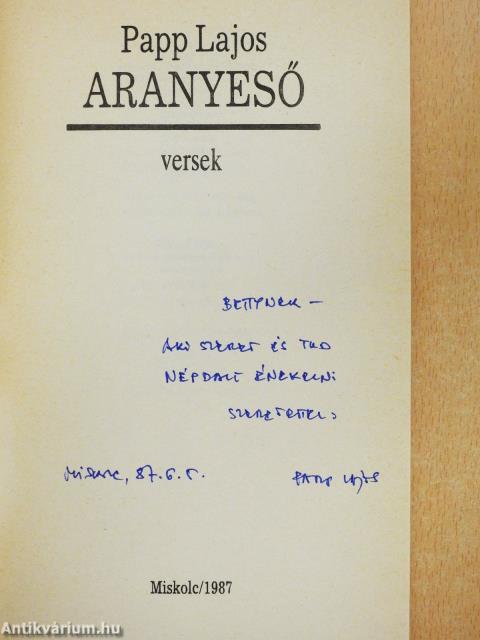 Papp Lajos
ARANYESŐ
versek
BETTYNEK –
AKI SZERET ÉS TUD
NÉPDALT ÉNEKELNI
SZERETETTEL:
Miskolc, 87.6.5.
PAPP LAJOS
Miskolc/1987
Antikvárium.hu